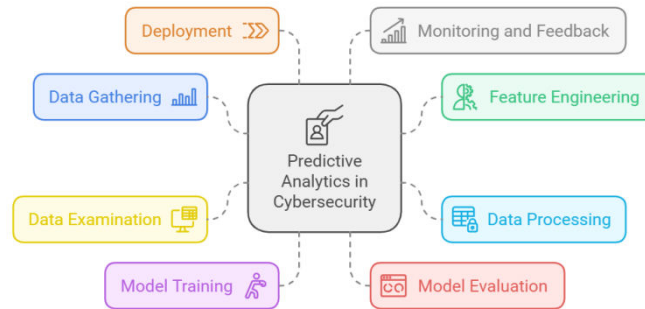 Deployment
Monitoring and Feedback
Data Gathering
Feature Engineering
Predictive
Analytics in
Cybersecurity
Data Examination
Data Processing
Model Training
Model Evaluation